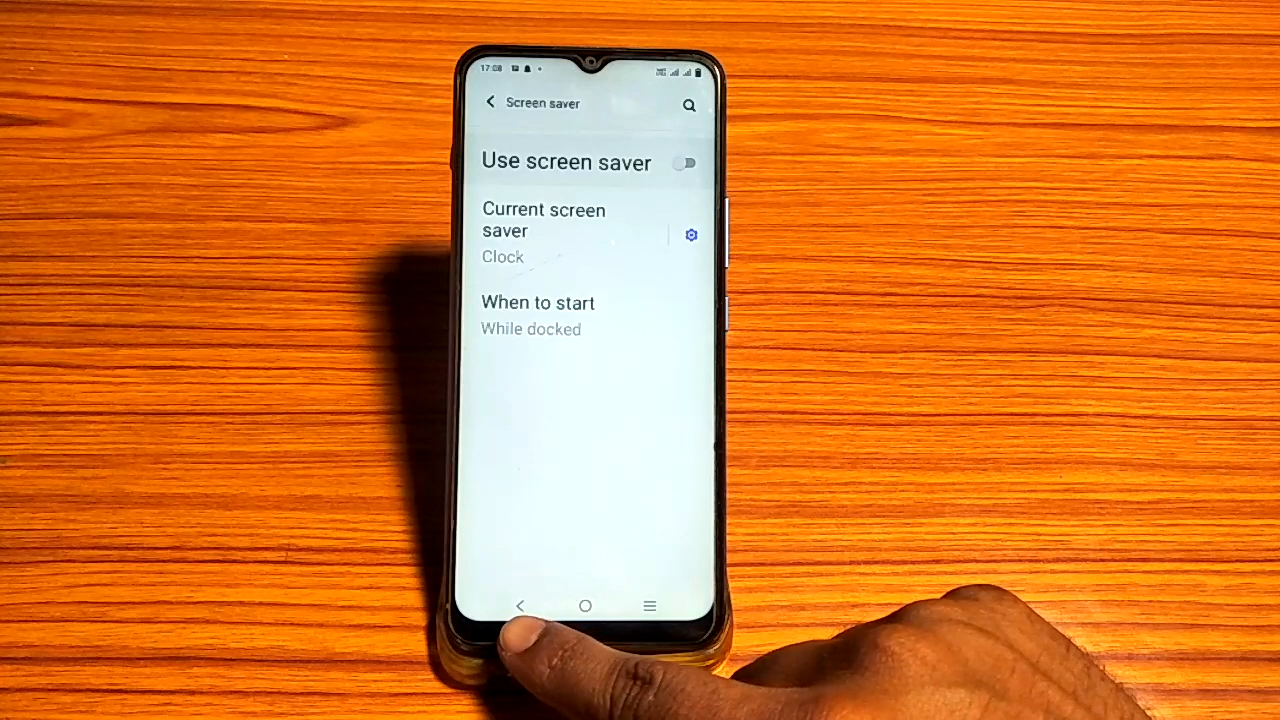 17:08
Screen saver
Use screen saver
Current screen
saver
Clock
When to start
While docked